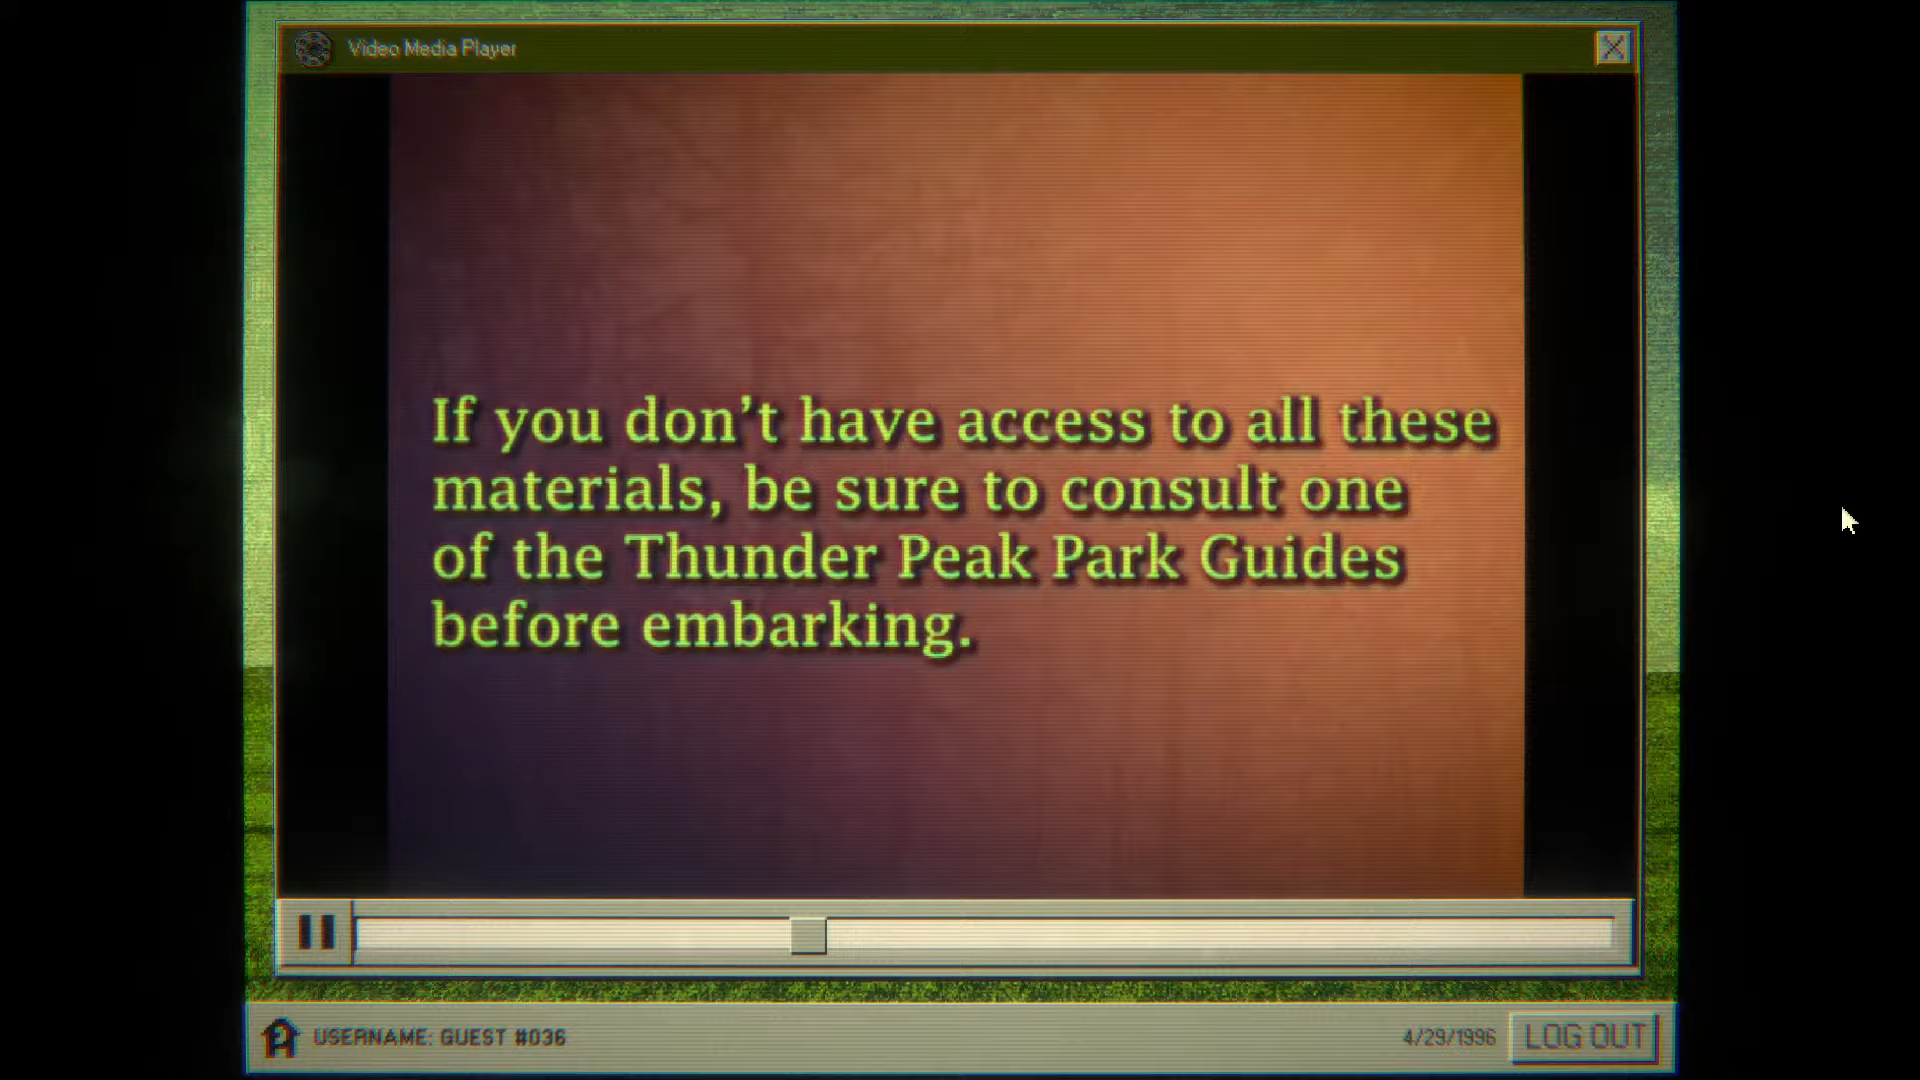 Video Media Player
If you don't have access to all these
materials, be sure to consult one
of the Thunder Peak Park Guides
before embarking.
USERNAME: GUEST #036
4/29/1996
LOG OUT